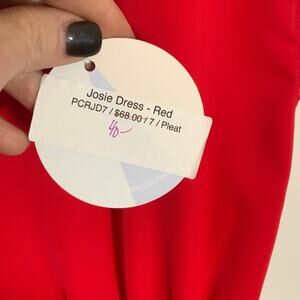 Josie Dress - Red
PCRJD7 / $68.00 / 7 / Pleat
40-